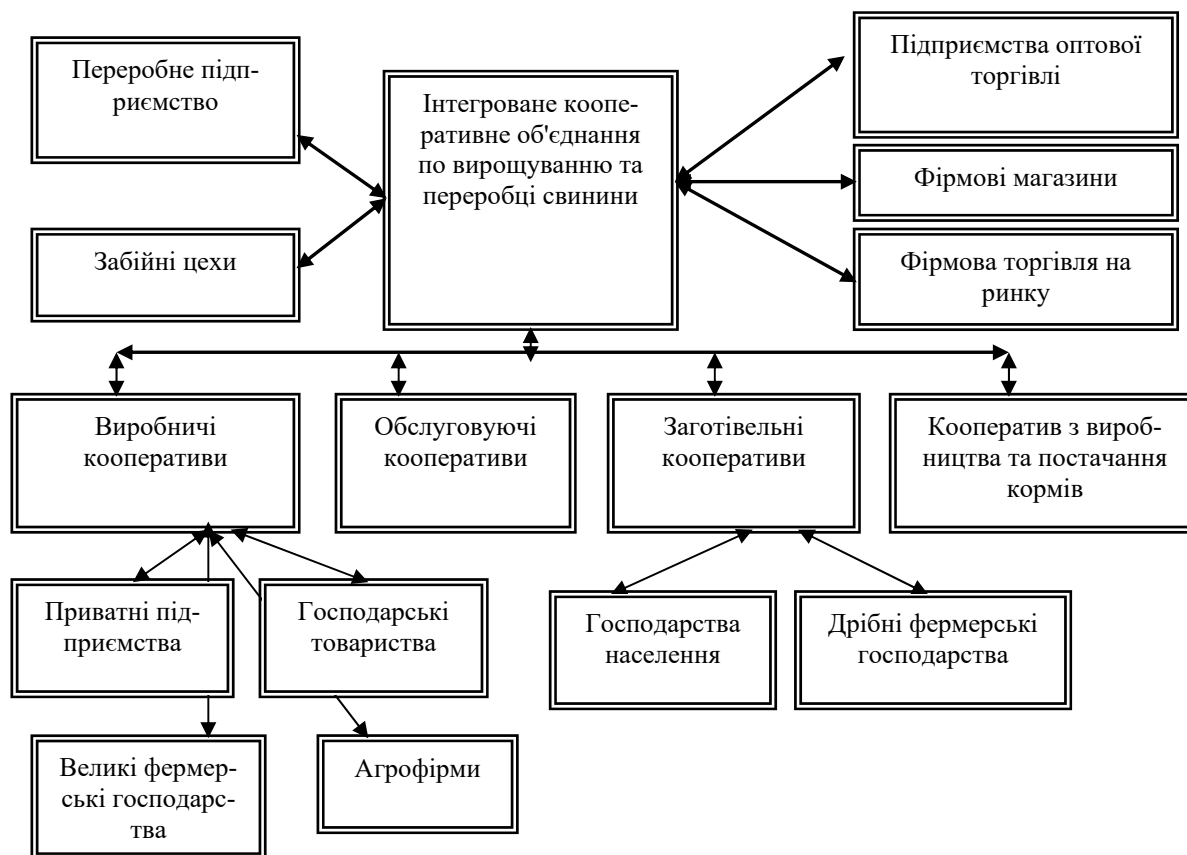 Переробне підп-
риємство
Інтегроване коопе-
ративне об'єднання
по вирощуванню та
переробці свинини
Підприємства оптової
торгівлі
Фірмові магазини
Забійні цехи
Фірмова торгівля на
ринку
Виробничі
кооперативи
Обслуговуючі
кооперативи
Заготівельні
кооперативи
Кооператив з вироб-
ництва та постачання
кормів
Приватні під-
приємства
Господарські
товариства
Господарства
населення
Дрібні фермерські
господарства
Великі фермер-
ські господарс-
тва
Агрофірми